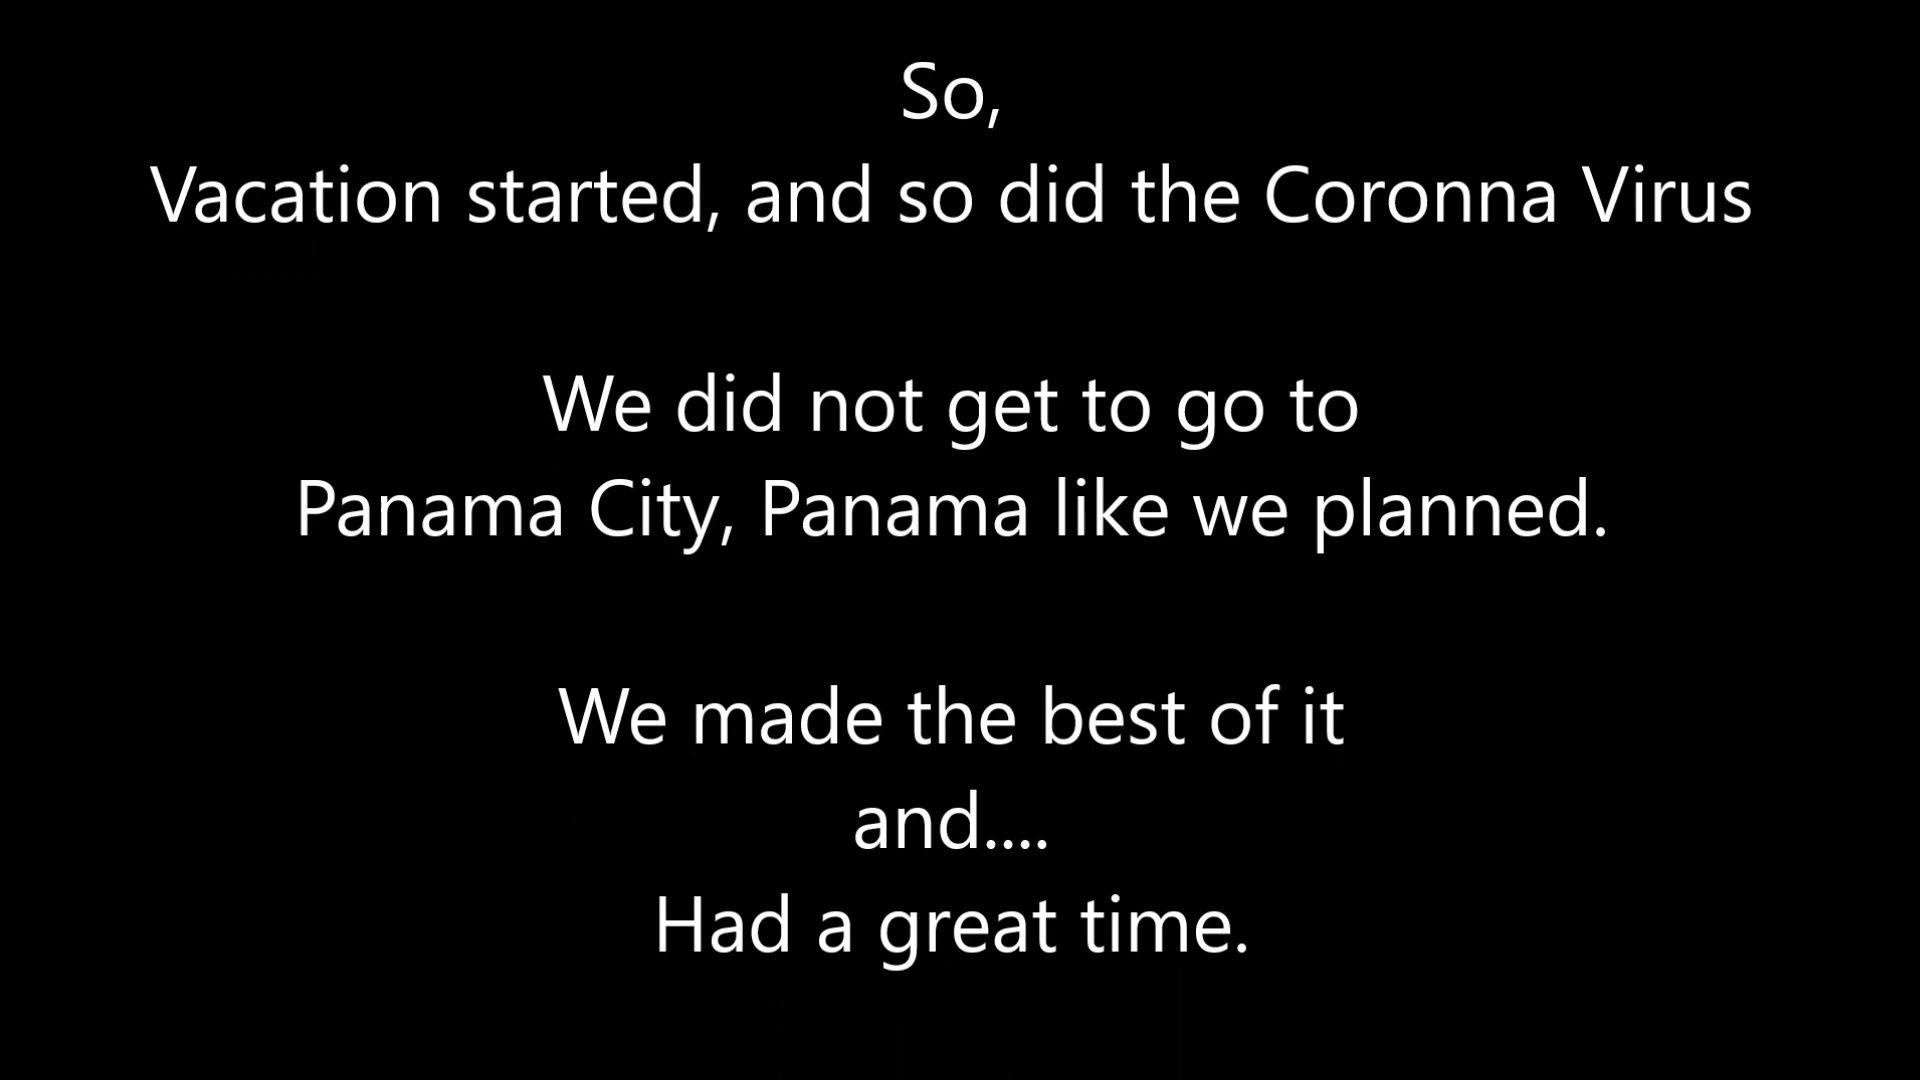 So,
Vacation started, and so did the Coronna Virus
We did not get to go to
Panama City, Panama like we planned.
We made the best of it
and....
Had a great time.